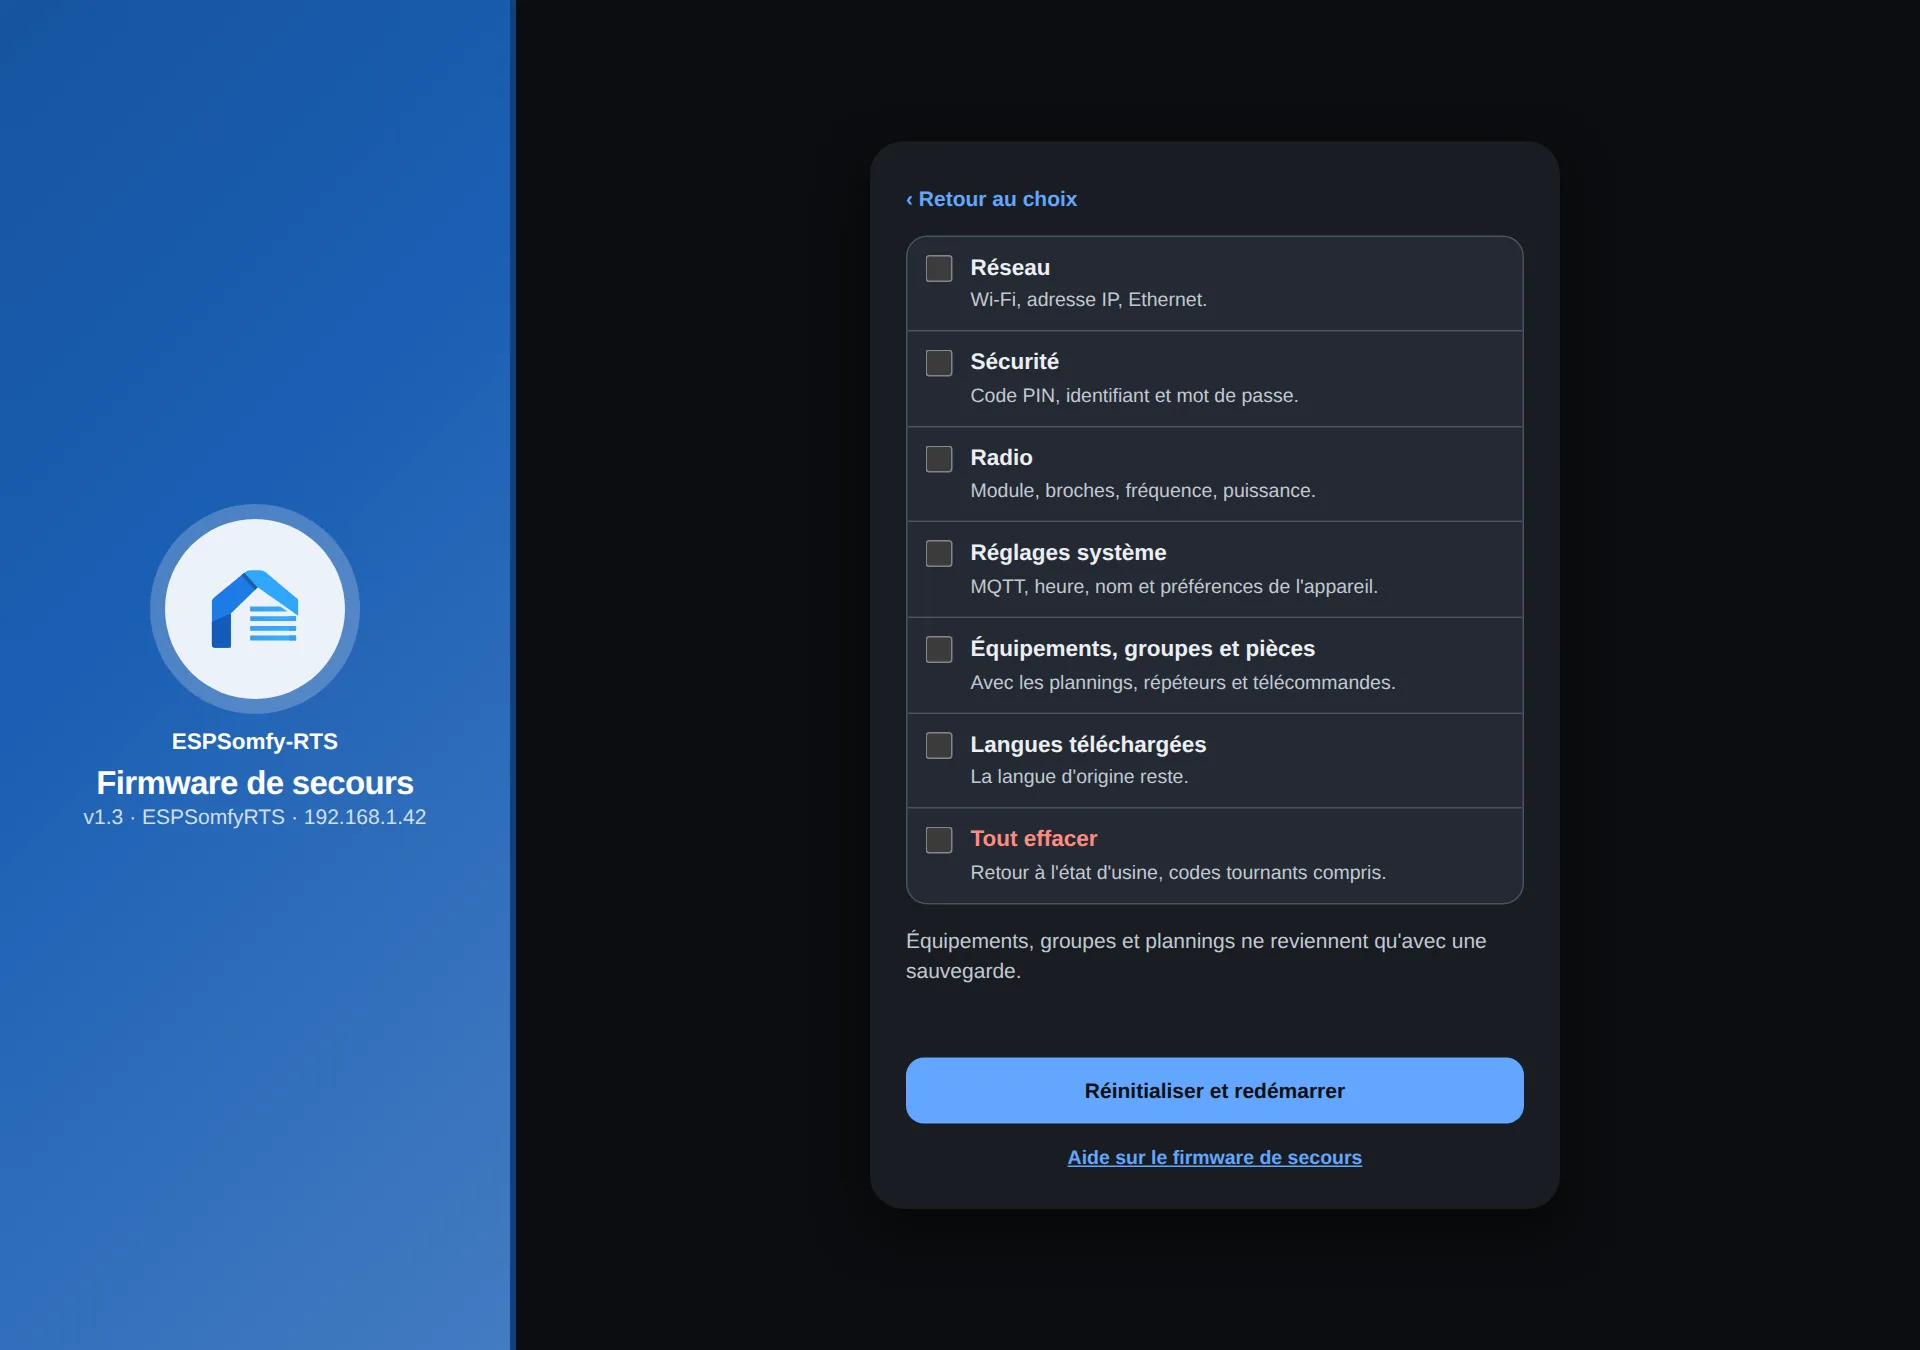 ESPSomfy-RTS
Firmware de secours
v1.3 · ESPSomfyRTS · 192.168.1.42
‹ Retour au choix
Réseau
Wi-Fi, adresse IP, Ethernet.
Sécurité
Code PIN, identifiant et mot de passe.
Radio
Module, broches, fréquence, puissance.
Réglages système
MQTT, heure, nom et préférences de l'appareil.
Équipements, groupes et pièces
Avec les plannings, répéteurs et télécommandes.
Langues téléchargées
La langue d'origine reste.
Tout effacer
Retour à l'état d'usine, codes tournants compris.
Équipements, groupes et plannings ne reviennent qu'avec une
sauvegarde.
Réinitialiser et redémarrer
Aide sur le firmware de secours